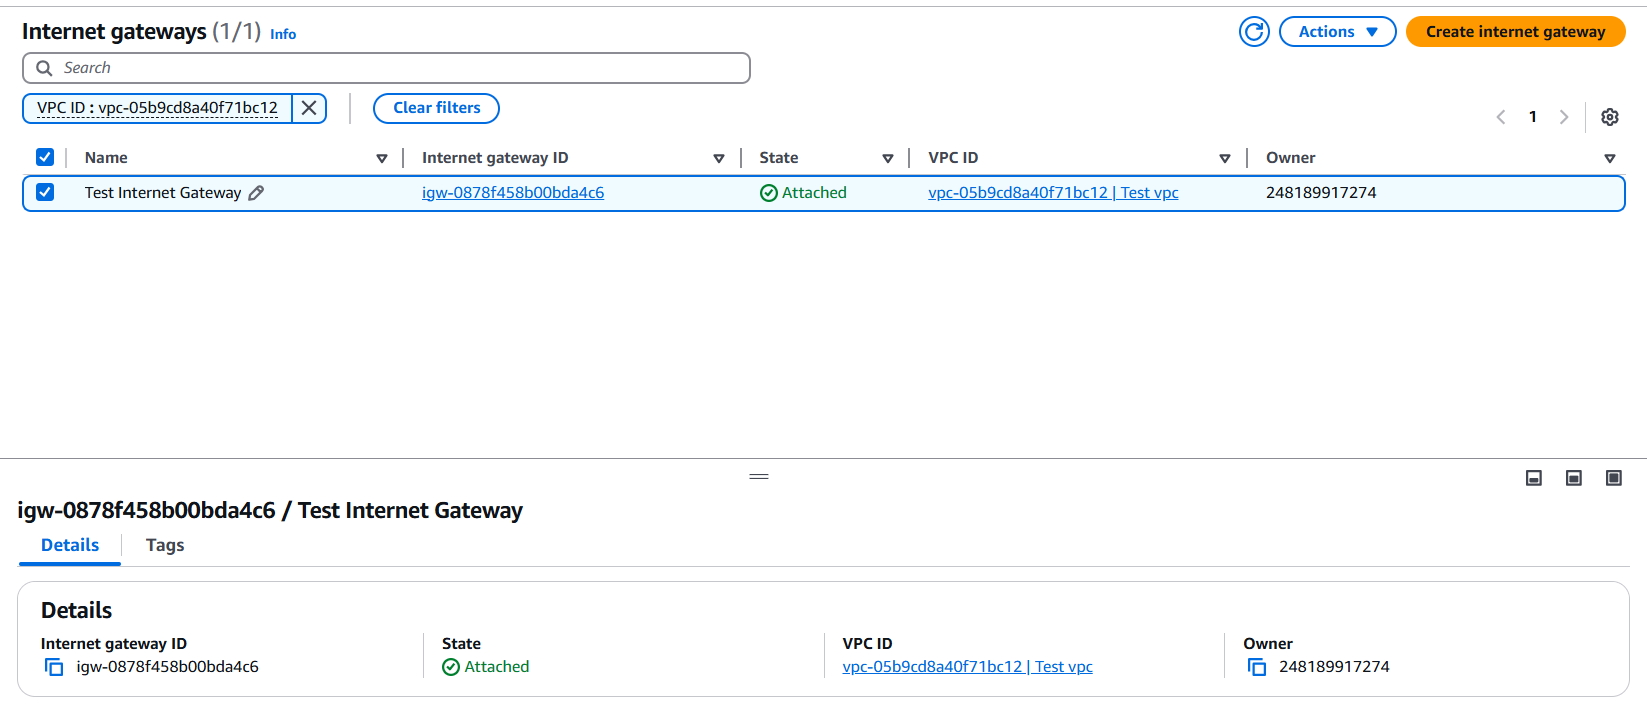 Internet gateways (1/1) Info
Actions
Create internet gateway
Search
VPC ID : vpc-05b9cd8a40f71bc12
Clear filters
1
Name Internet gateway ID State VPC ID Owner
Test Internet Gateway igw-0878f458b00bda4c6 Attached vpc-05b9cd8a40f71bc12 | Test vpc 248189917274
igw-0878f458b00bda4c6 / Test Internet Gateway
Details Tags
Details
Internet gateway ID State VPC ID Owner
igw-0878f458b00bda4c6 Attached vpc-05b9cd8a40f71bc12 | Test vpc 248189917274